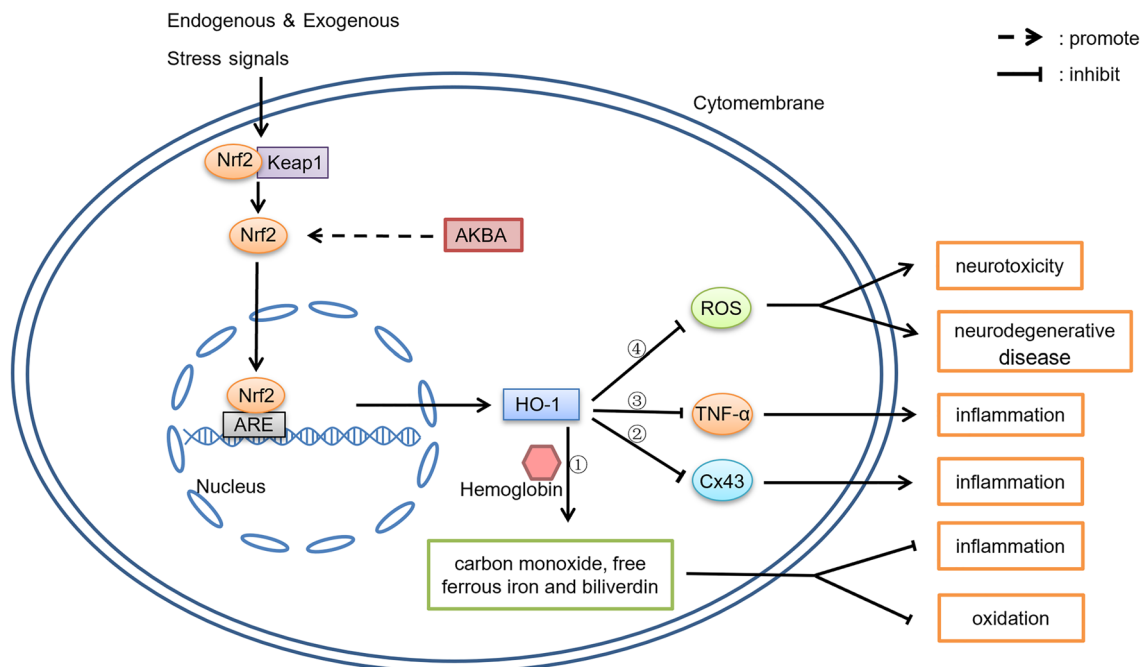 Endogenous & Exogenous
Stress signals
: promote
: inhibit
Cytomembrane
Nrf2
Keap1
Nrf2
AKBA
neurotoxicity
ROS
neurodegenerative
disease
④
Nrf2
ARE
HO-1
③
TNF-α
inflammation
②
①
Cx43
inflammation
Nucleus
Hemoglobin
inflammation
carbon monoxide, free
ferrous iron and biliverdin
oxidation